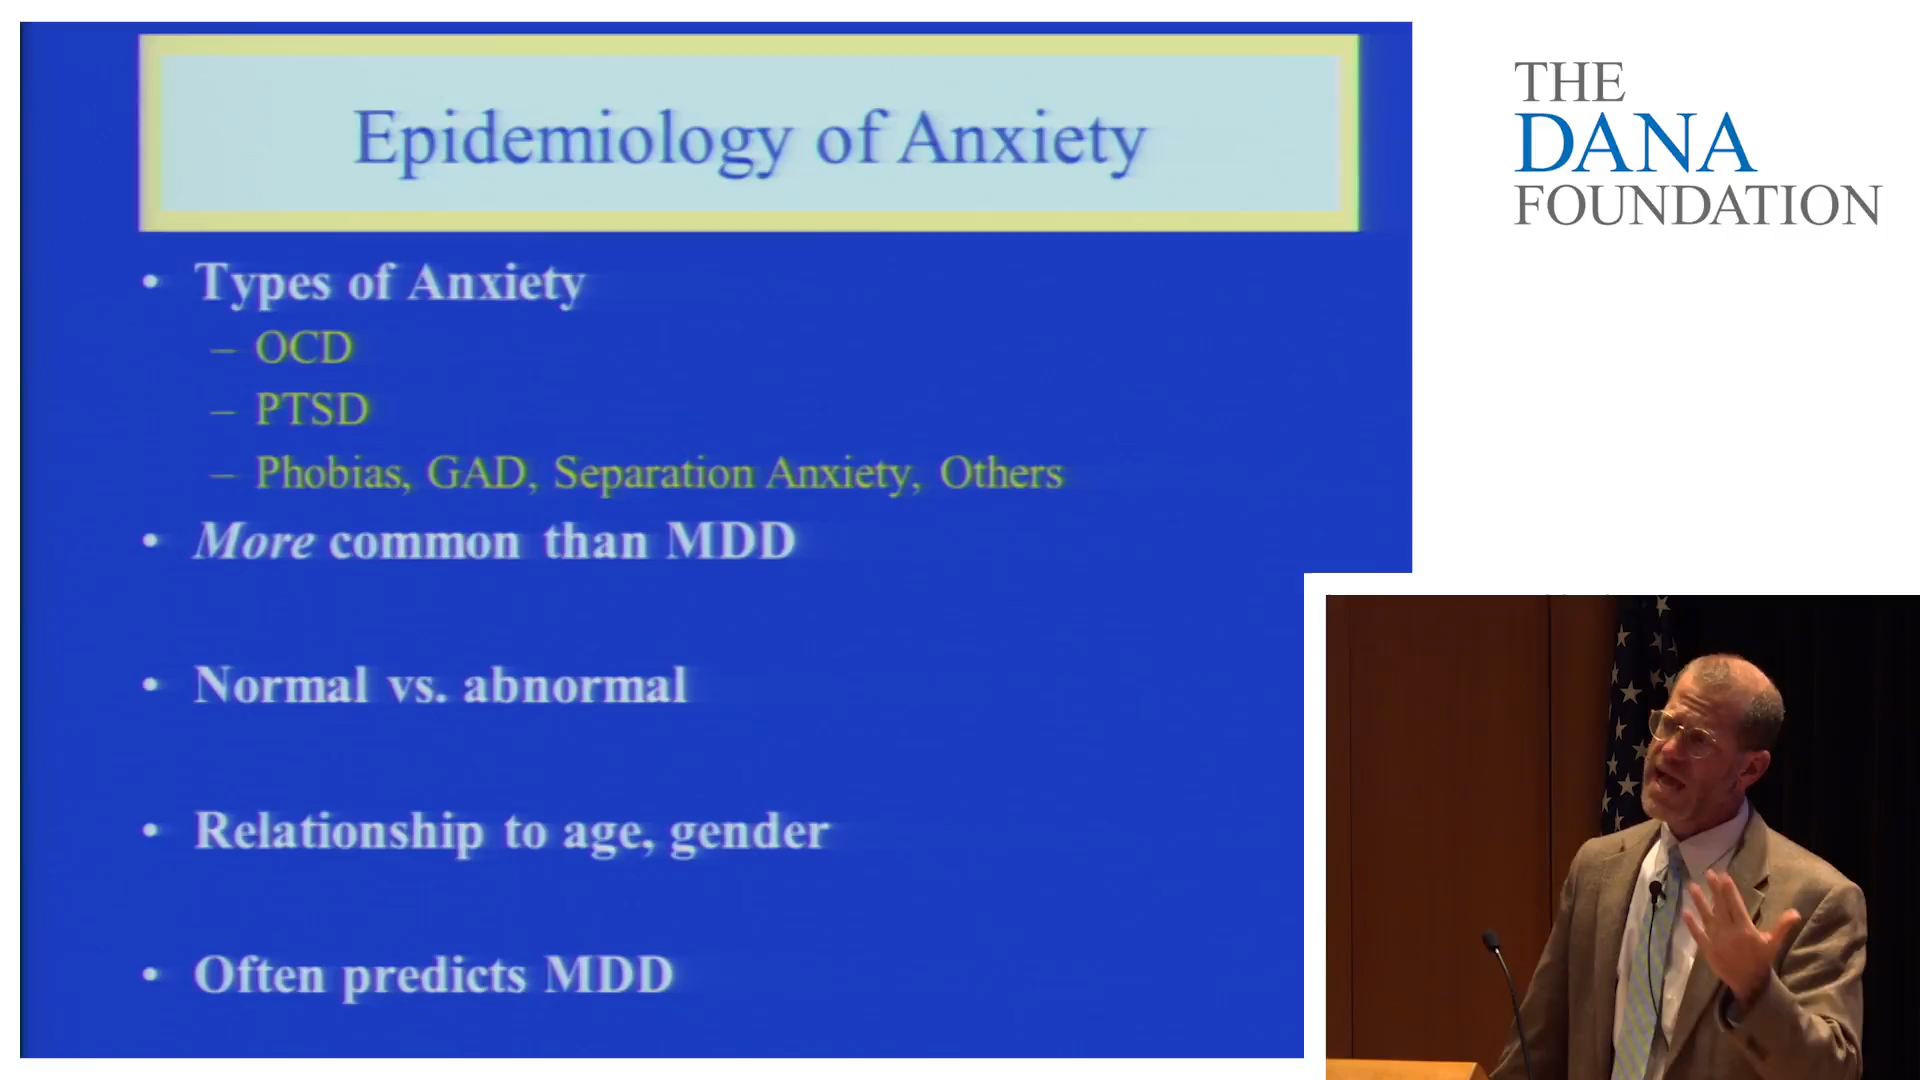 Epidemiology of Anxiety
• Types of Anxiety
– OCD
– PTSD
– Phobias, GAD, Separation Anxiety, Others
• More common than MDD
• Normal vs. abnormal
• Relationship to age, gender
• Often predicts MDD
THE
DANA
FOUNDATION